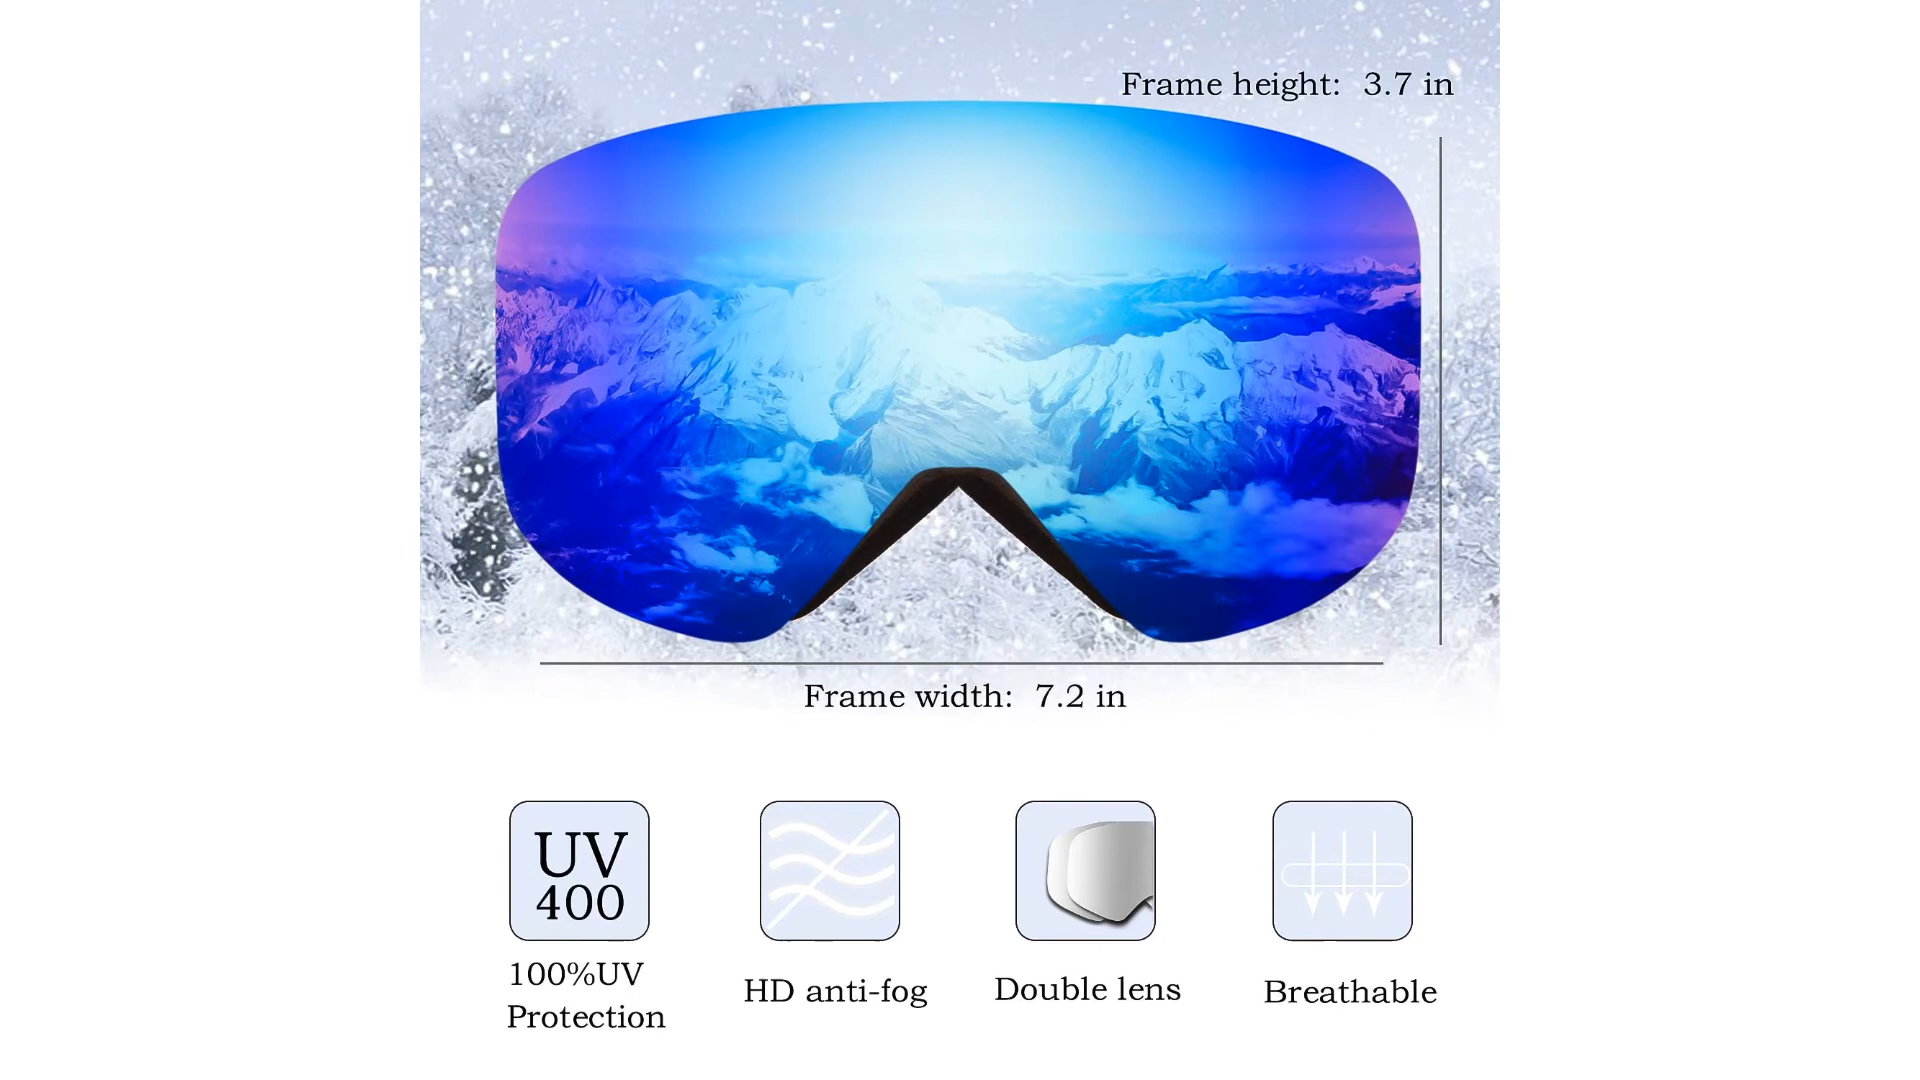 Frame height: 3.7 in
Frame width: 7.2 in
UV
400
100%UV
Protection
HD anti-fog
Double lens
Breathable